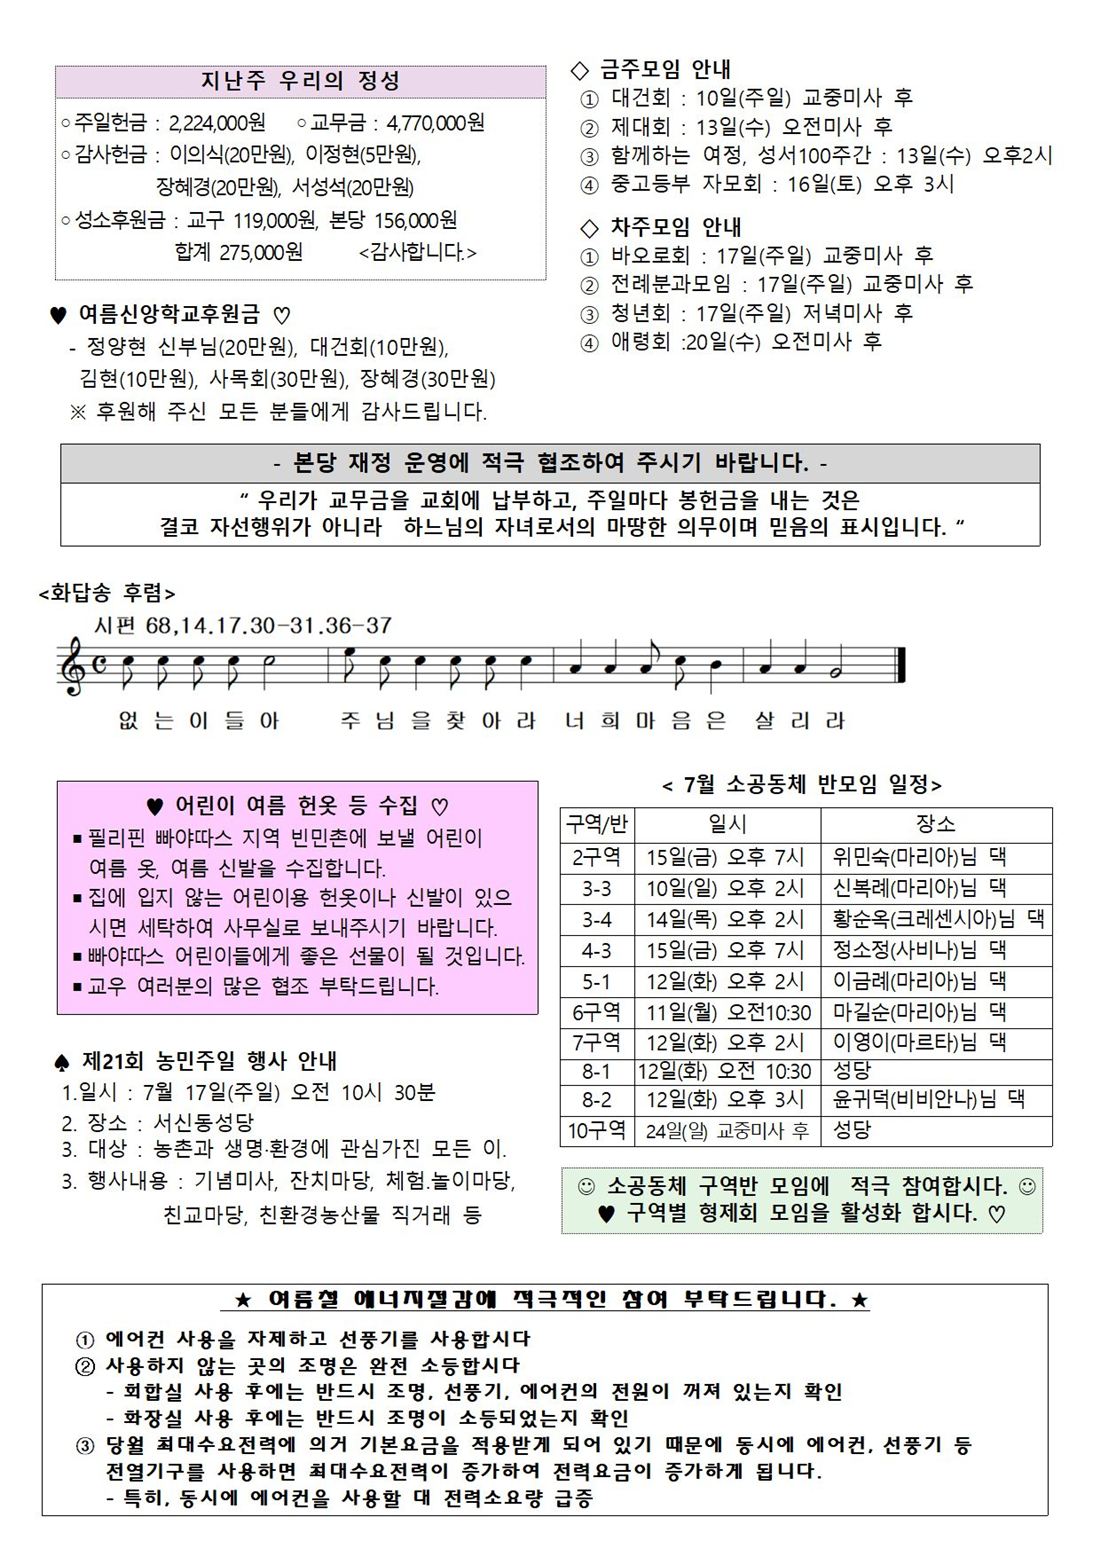 지난주 우리의 정성
○ 주일헌금 : 2,224,000원 ○ 교무금 : 4,770,000원
○ 감사헌금 : 이의식(20만원), 이정현(5만원),
장혜경(20만원), 서성석(20만원)
○ 성소후원금 : 교구 119,000원, 본당 156,000원
합계 275,000원 <감사합니다.>
♥ 여름신앙학교후원금 ♡
- 정양현 신부님(20만원), 대건회(10만원),
김현(10만원), 사목회(30만원), 장혜경(30만원)
※ 후원해 주신 모든 분들에게 감사드립니다.
◇ 금주모임 안내
① 대건회 : 10일(주일) 교중미사 후
② 제대회 : 13일(수) 오전미사 후
③ 함께하는 여정, 성서100주간 : 13일(수) 오후2시
④ 중고등부 자모회 : 16일(토) 오후 3시
◇ 차주모임 안내
① 바오로회 : 17일(주일) 교중미사 후
② 전례분과모임 : 17일(주일) 교중미사 후
③ 청년회 : 17일(주일) 저녁미사 후
④ 애령회 :20일(수) 오전미사 후
- 본당 재정 운영에 적극 협조하여 주시기 바랍니다. -
“ 우리가 교무금을 교회에 납부하고, 주일마다 봉헌금을 내는 것은
결코 자선행위가 아니라 하느님의 자녀로서의 마땅한 의무이며 믿음의 표시입니다. “
<화답송 후렴>
시편 68,14.17.30-31.36-37
없 는 이 들 아 주 님 을 찾 아 라 너 희 마 음 은 살 리 라
♥ 어린이 여름 헌옷 등 수집 ♡
▪ 필리핀 빠야따스 지역 빈민촌에 보낼 어린이
여름 옷, 여름 신발을 수집합니다.
▪ 집에 입지 않는 어린이용 헌옷이나 신발이 있으
시면 세탁하여 사무실로 보내주시기 바랍니다.
▪ 빠야따스 어린이들에게 좋은 선물이 될 것입니다.
▪ 교우 여러분의 많은 협조 부탁드립니다.
♠ 제21회 농민주일 행사 안내
1.일시 : 7월 17일(주일) 오전 10시 30분
2. 장소 : 서신동성당
3. 대상 : 농촌과 생명·환경에 관심가진 모든 이.
3. 행사내용 : 기념미사, 잔치마당, 체험.놀이마당,
친교마당, 친환경농산물 직거래 등
< 7월 소공동체 반모임 일정>
구역/반 일시 장소
2구역 15일(금) 오후 7시 위민숙(마리아)님 댁
3-3 10일(일) 오후 2시 신복례(마리아)님 댁
3-4 14일(목) 오후 2시 황순옥(크레센시아)님 댁
4-3 15일(금) 오후 7시 정소정(사비나)님 댁
5-1 12일(화) 오후 2시 이금례(마리아)님 댁
6구역 11일(월) 오전10:30 마길순(마리아)님 댁
7구역 12일(화) 오후 2시 이영이(마르타)님 댁
8-1 12일(화) 오전 10:30 성당
8-2 12일(화) 오후 3시 윤귀덕(비비안나)님 댁
10구역 24일(일) 교중미사 후 성당
☺ 소공동체 구역반 모임에 적극 참여합시다. ☺
♥ 구역별 형제회 모임을 활성화 합시다. ♡
★ 여름철 에너지절감에 적극적인 참여 부탁드립니다. ★
① 에어컨 사용을 자제하고 선풍기를 사용합시다
② 사용하지 않는 곳의 조명은 완전 소등합시다
- 회합실 사용 후에는 반드시 조명, 선풍기, 에어컨의 전원이 꺼져 있는지 확인
- 화장실 사용 후에는 반드시 조명이 소등되었는지 확인
③ 당월 최대수요전력에 의거 기본요금을 적용받게 되어 있기 때문에 동시에 에어컨, 선풍기 등
전열기구를 사용하면 최대수요전력이 증가하여 전력요금이 증가하게 됩니다.
- 특히, 동시에 에어컨을 사용할 대 전력소요량 급증